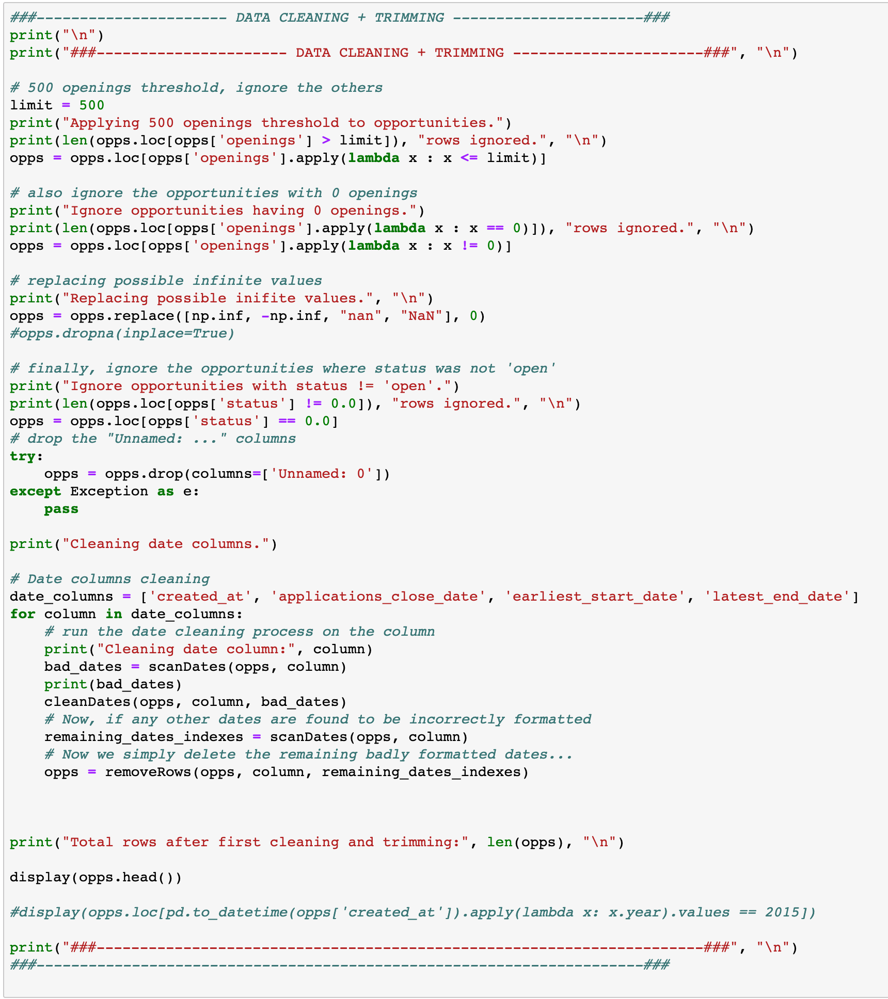 ###---------------------- DATA CLEANING + TRIMMING ----------------------###
print("\n")
print("###---------------------- DATA CLEANING + TRIMMING ----------------------###", "\n")

# 500 openings threshold, ignore the others
limit = 500
print("Applying 500 openings threshold to opportunities.")
print(len(opps.loc[opps['openings'] > limit]), "rows ignored.", "\n")
opps = opps.loc[opps['openings'].apply(lambda x : x <= limit)]

# also ignore the opportunities with 0 openings
print("Ignore opportunities having 0 openings.")
print(len(opps.loc[opps['openings'].apply(lambda x : x == 0)]), "rows ignored.", "\n")
opps = opps.loc[opps['openings'].apply(lambda x : x != 0)]

# replacing possible infinite values
print("Replacing possible inifite values.", "\n")
opps = opps.replace([np.inf, -np.inf, "nan", "NaN"], 0)
#opps.dropna(inplace=True)

# finally, ignore the opportunities where status was not 'open'
print("Ignore opportunities with status != 'open'.")
print(len(opps.loc[opps['status'] != 0.0]), "rows ignored.", "\n")
opps = opps.loc[opps['status'] == 0.0]
# drop the "Unnamed: ..." columns
try:
    opps = opps.drop(columns=['Unnamed: 0'])
except Exception as e:
    pass

print("Cleaning date columns.")

# Date columns cleaning
date_columns = ['created_at', 'applications_close_date', 'earliest_start_date', 'latest_end_date']
for column in date_columns:
    # run the date cleaning process on the column
    print("Cleaning date column:", column)
    bad_dates = scanDates(opps, column)
    print(bad_dates)
    cleanDates(opps, column, bad_dates)
    # Now, if any other dates are found to be incorrectly formatted
    remaining_dates_indexes = scanDates(opps, column)
    # Now we simply delete the remaining badly formatted dates...
    opps = removeRows(opps, column, remaining_dates_indexes)

print("Total rows after first cleaning and trimming:", len(opps), "\n")

display(opps.head())

#display(opps.loc[pd.to_datetime(opps['created_at']).apply(lambda x: x.year).values == 2015])

print("###----------------------------------------------------------------------###", "\n")
###----------------------------------------------------------------------###